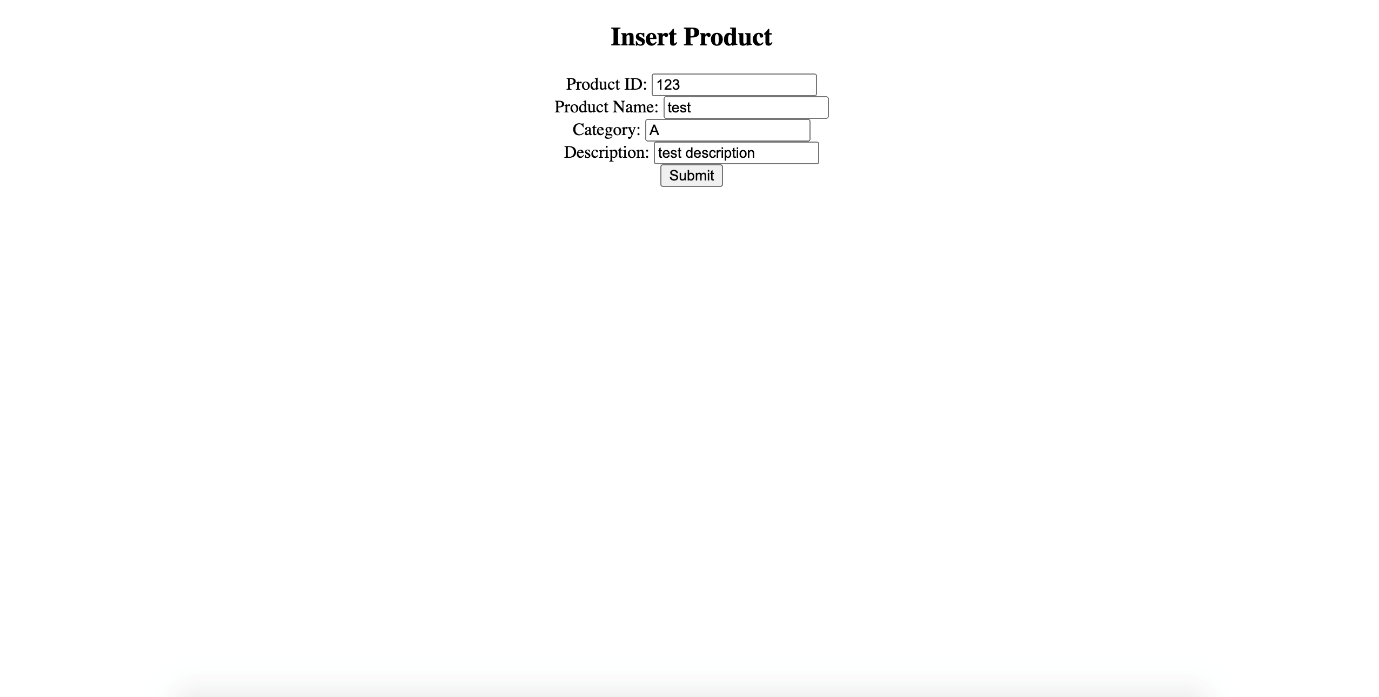 Insert Product
Product ID: 123
Product Name: test
Category: A
Description: test description
Submit